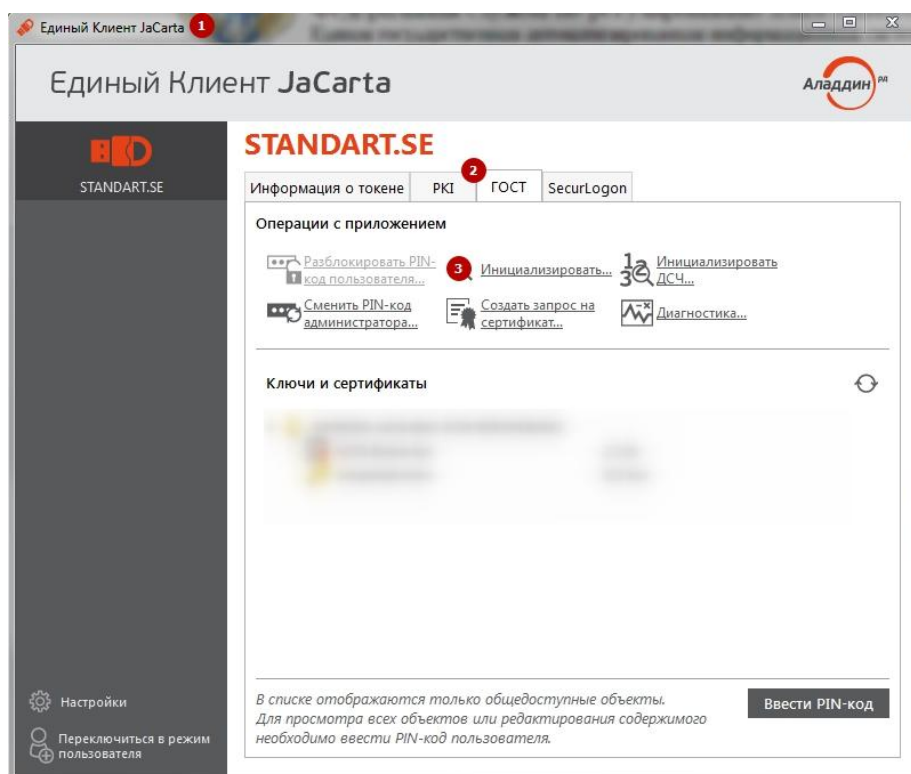 Единый Клиент JaCarta 1
Единый Клиент JaCarta
Аладдин РД
STANDART.SE
STANDART.SE
2
Информация о токене PKI ГОСТ SecurLogon
Операции с приложением
Разблокировать PIN-
код пользователя...
3 Инициализировать...
Инициализировать
ДСЧ...
Сменить PIN-код
администратора...
Создать запрос на
сертификат...
Диагностика...
Ключи и сертификаты
Настройки
Переключиться в режим
пользователя
В списке отображаются только общедоступные объекты.
Для просмотра всех объектов или редактирования содержимого
необходимо ввести PIN-код пользователя.
Ввести PIN-код